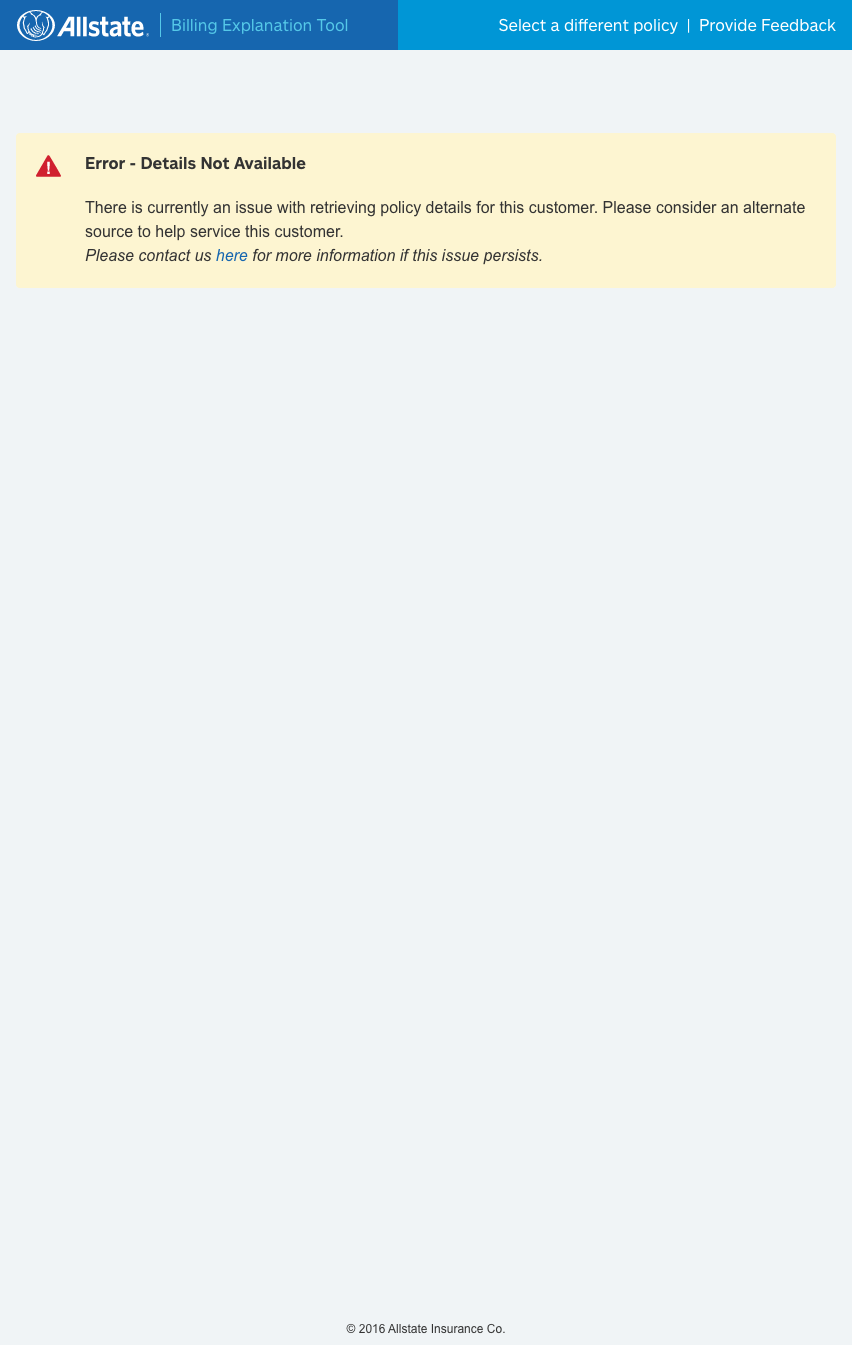 Allstate. Billing Explanation Tool Select a different policy | Provide Feedback
Error - Details Not Available
There is currently an issue with retrieving policy details for this customer. Please consider an alternate
source to help service this customer.
Please contact us here for more information if this issue persists.
© 2016 Allstate Insurance Co.